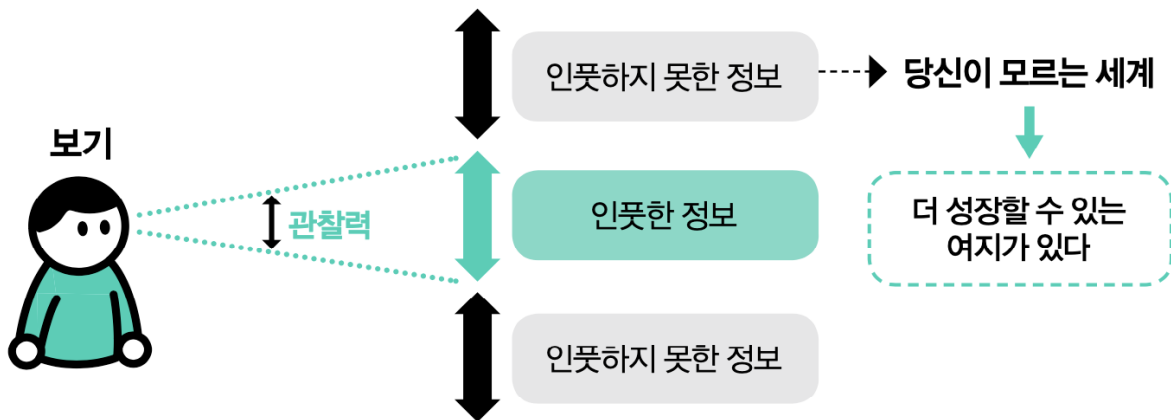 보기
관찰력
인풋하지 못한 정보
당신이 모르는 세계
인풋한 정보
더 성장할 수 있는
여지가 있다
인풋하지 못한 정보